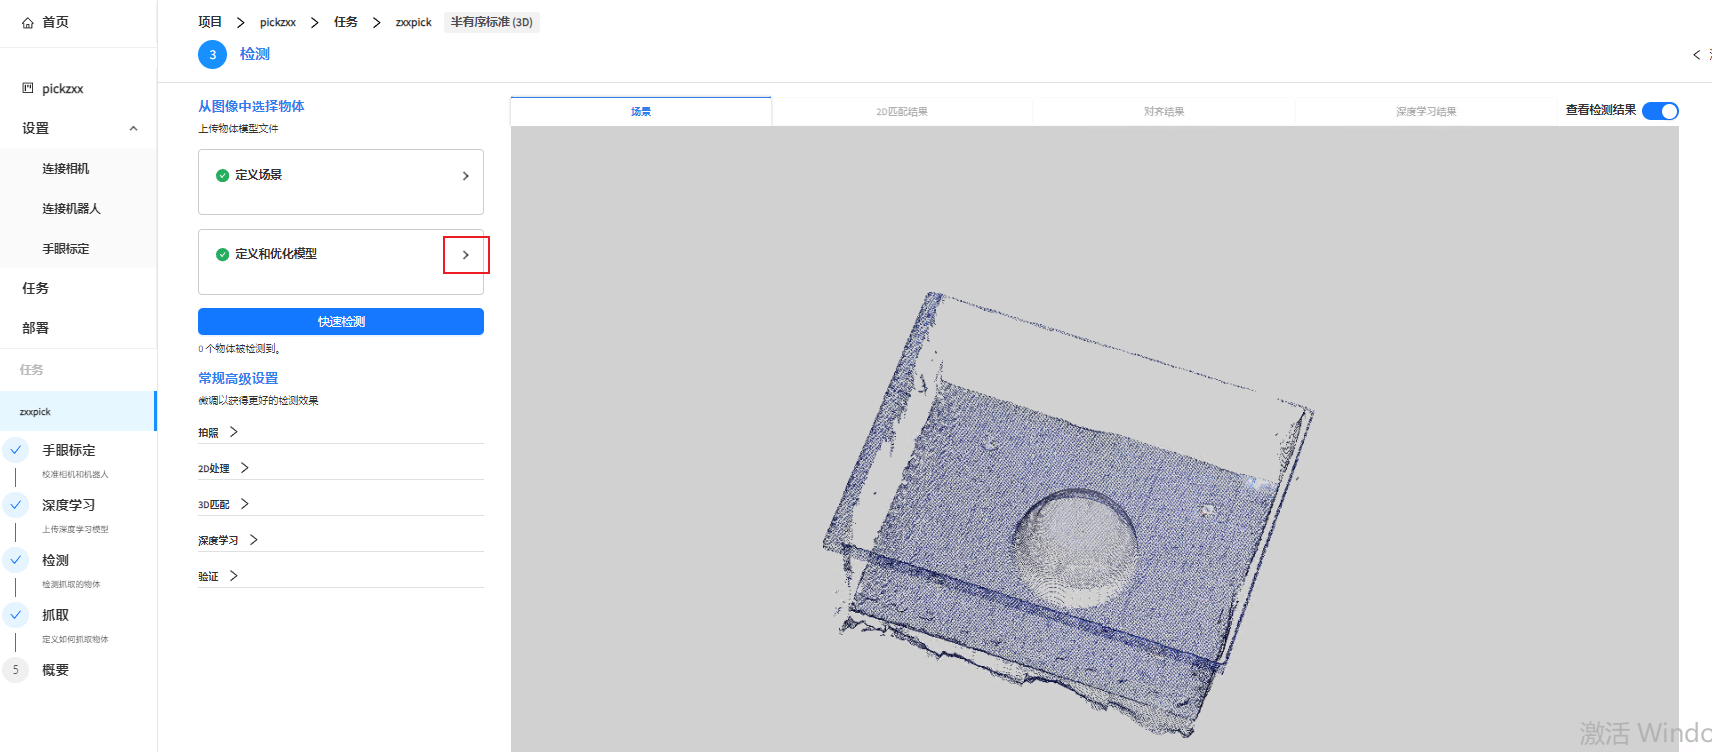 首页
pickzxx
设置
连接相机
连接机器人
手眼标定
任务
部署
任务
zxxpick
手眼标定
校准相机和机器人
深度学习
上传深度学习模型
检测
检测抓取的物体
抓取
定义如何抓取物体
5 概要
项目 > pickzxx > 任务 > zxxpick 半有序标准 (3D)
3 检测
从图像中选择物体
上传物体模型文件
定义场景
定义和优化模型
快速检测
0 个物体被检测到。
常规高级设置
微调以获得更好的检测效果
拍照
2D处理
3D匹配
深度学习
验证
场景 2D匹配结果 对齐结果 深度学习结果 查看检测结果
激活 Windo